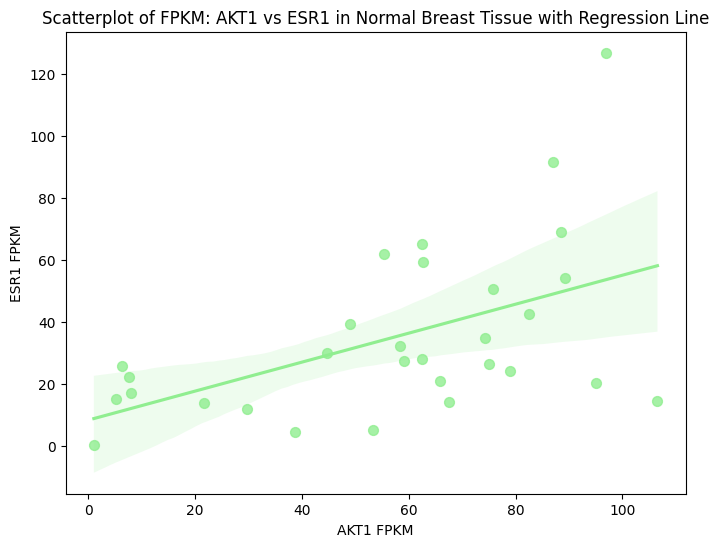 Scatterplot of FPKM: AKT1 vs ESR1 in Normal Breast Tissue with Regression Line
120
100
80
60
40
20
0
ESR1 FPKM
0 20 40 60 80 100
AKT1 FPKM